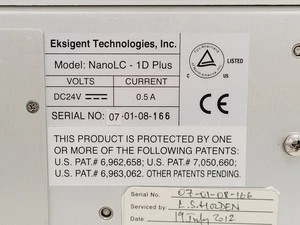 Eksigent Technologies, Inc.
Model: NanoLC - 1D Plus
VOLTS CURRENT
DC24V 0.5 A
SERIAL NO: 07-01-08-166
CE
THIS PRODUCT IS PROTECTED BY ONE
OR MORE OF THE FOLLOWING PATENTS:
U.S. PAT.# 6,962,658; U.S. PAT.# 7,050,660;
U.S. PAT.# 6,963,062. OTHER PAT. PENDING
Serial No. 07-01-08-166
Serviced by: L.S. HOLDEN
Date 19 July 2012